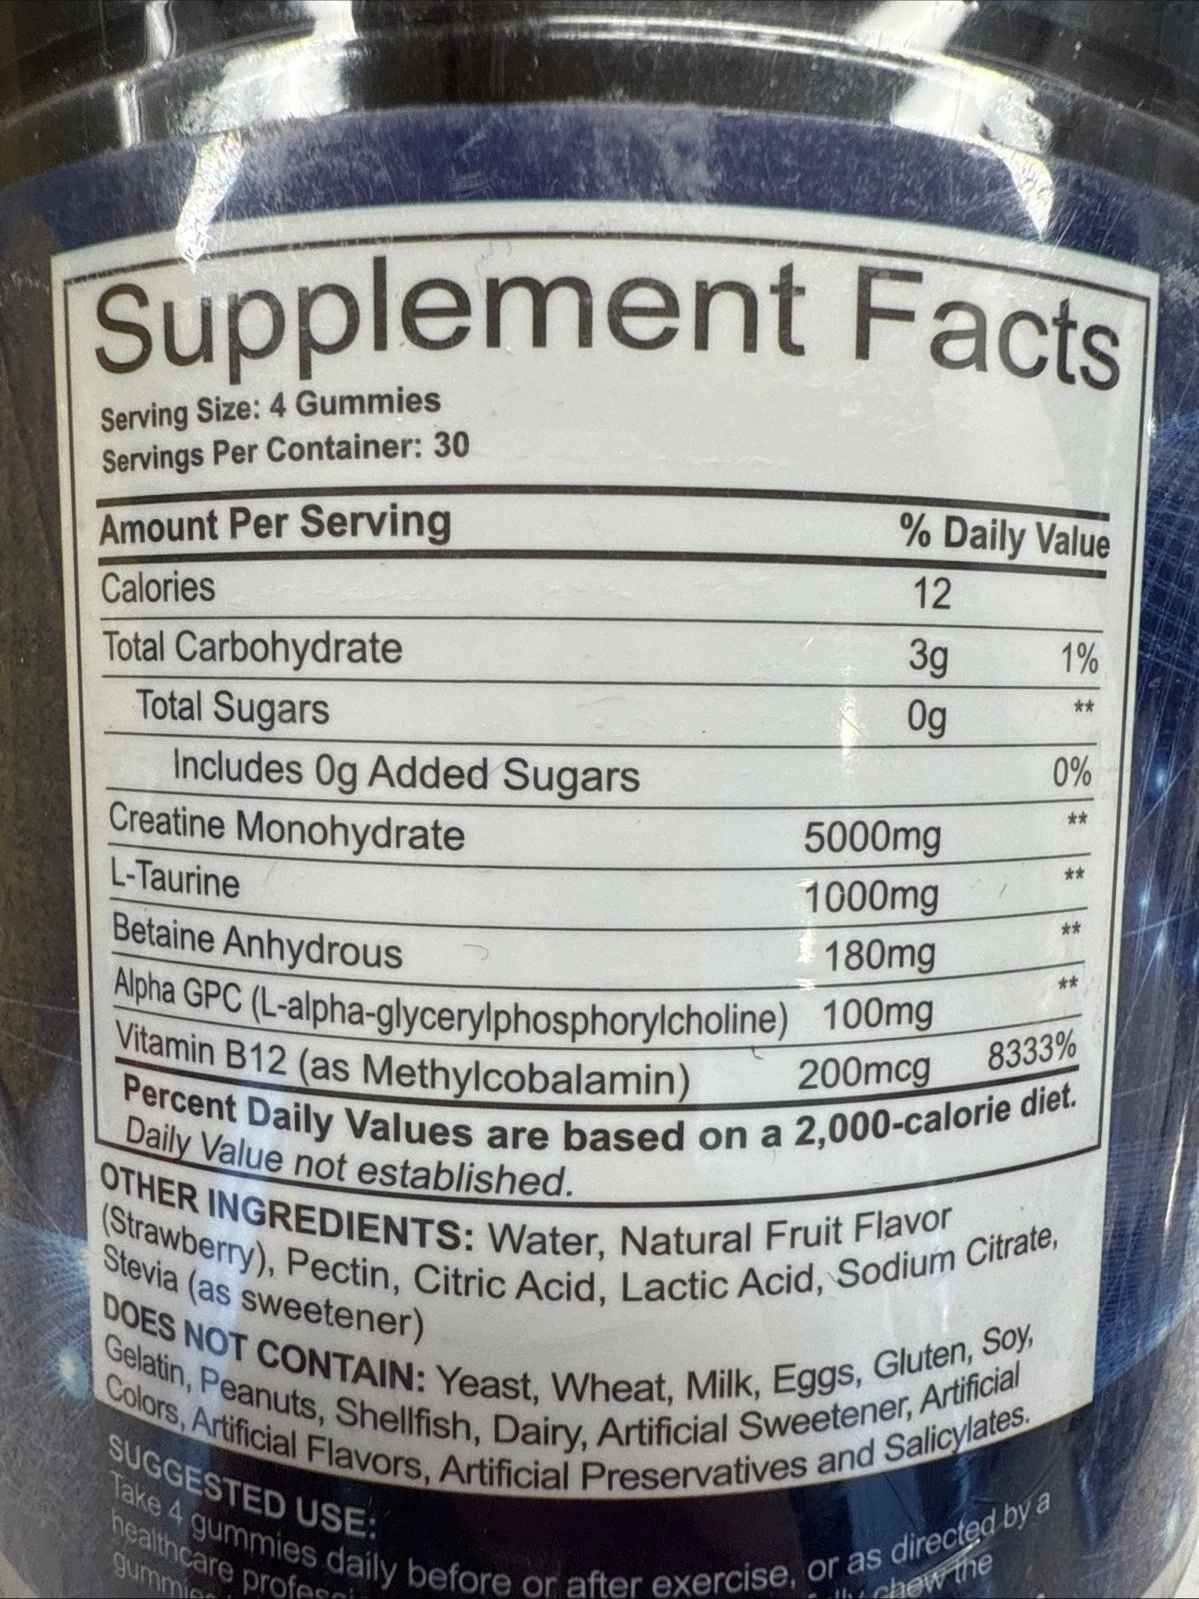 Supplement Facts
Serving Size: 4 Gummies
Servings Per Container: 30
Amount Per Serving % Daily Value
Calories 12
Total Carbohydrate 3g 1%
Total Sugars 0g **
Includes 0g Added Sugars 0%
Creatine Monohydrate 5000mg **
L-Taurine 1000mg **
Betaine Anhydrous 180mg **
Alpha GPC (L-alpha-glycerylphosphorylcholine) 100mg **
Vitamin B12 (as Methylcobalamin) 200mcg 8333%
Percent Daily Values are based on a 2,000-calorie diet.
Daily Value not established.
OTHER INGREDIENTS: Water, Natural Fruit Flavor
(Strawberry), Pectin, Citric Acid, Lactic Acid, Sodium Citrate,
Stevia (as sweetener)
DOES NOT CONTAIN: Yeast, Wheat, Milk, Eggs, Gluten, Soy,
Gelatin, Peanuts, Shellfish, Dairy, Artificial Sweetener, Artificial
Colors, Artificial Flavors, Artificial Preservatives and Salicylates.
SUGGESTED USE:
Take 4 gummies daily before or after exercise, or as directed by a
healthcare chew the